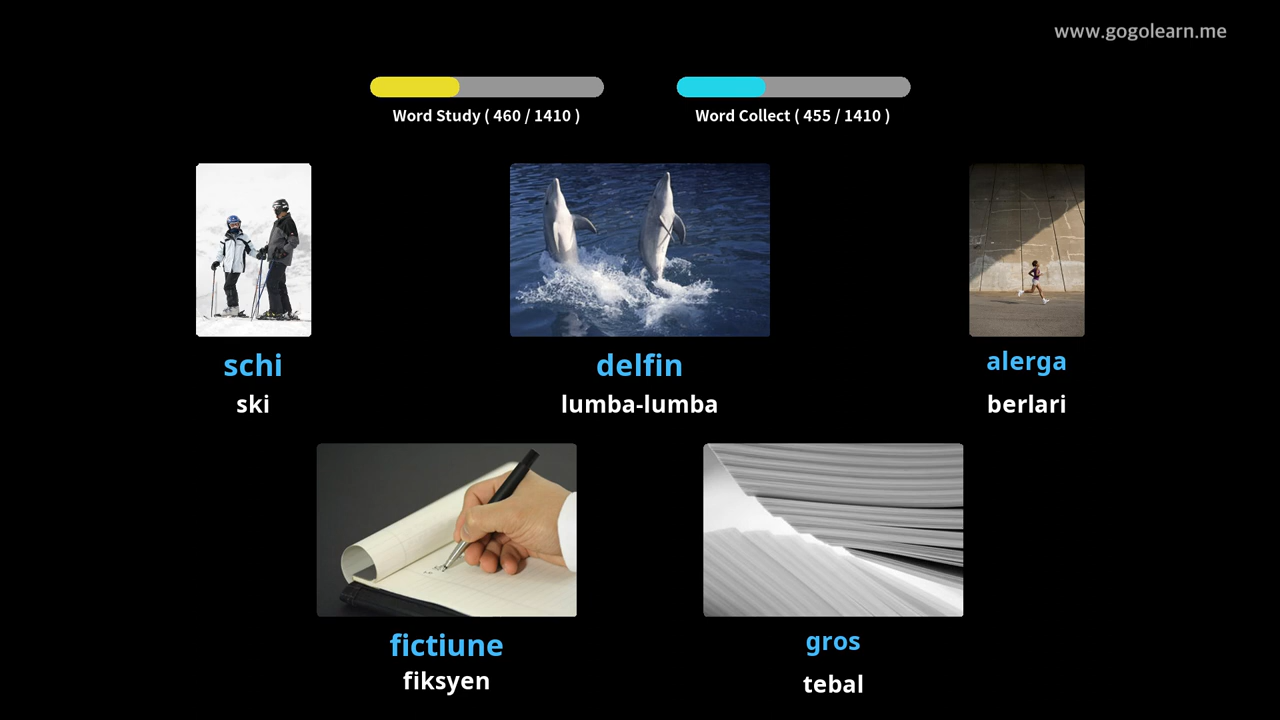 www.gogolearn.me
Word Study ( 460 / 1410 )
Word Collect ( 455 / 1410 )
schi
ski
delfin
lumba-lumba
alerga
berlari
fictiune
fiksyen
gros
tebal